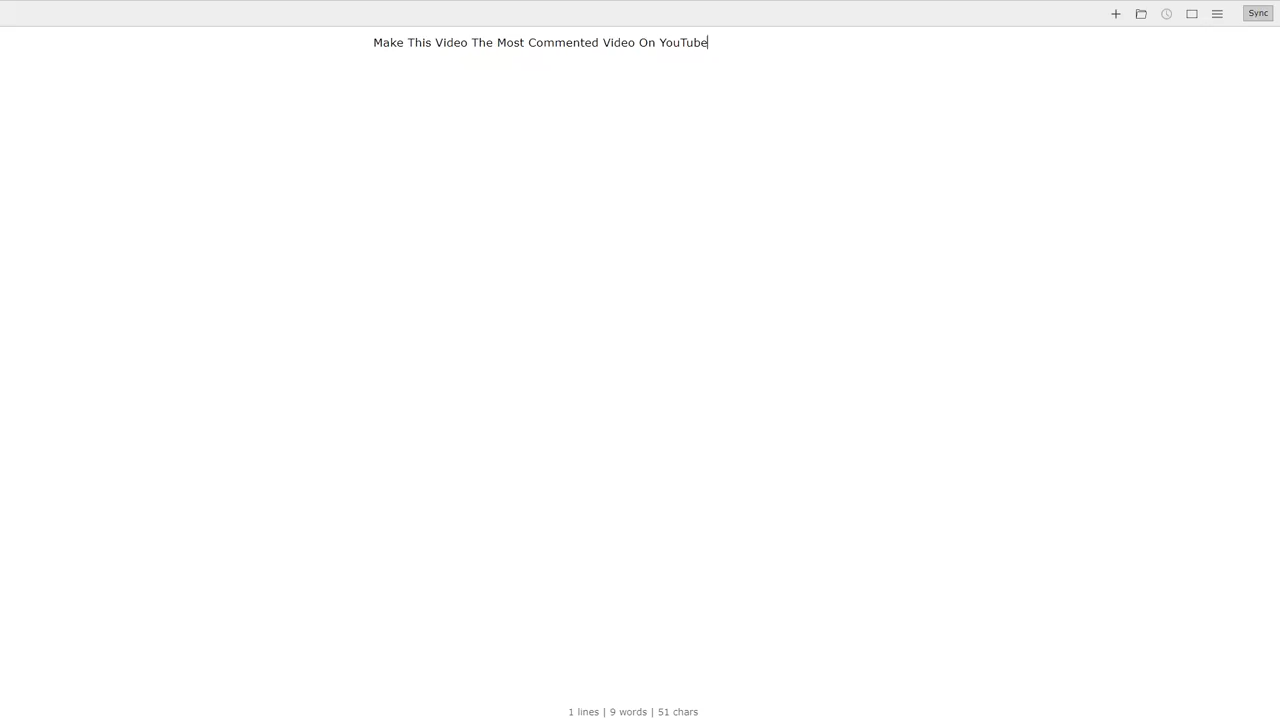 Sync
Make This Video The Most Commented Video On YouTube
1 lines | 9 words | 51 chars